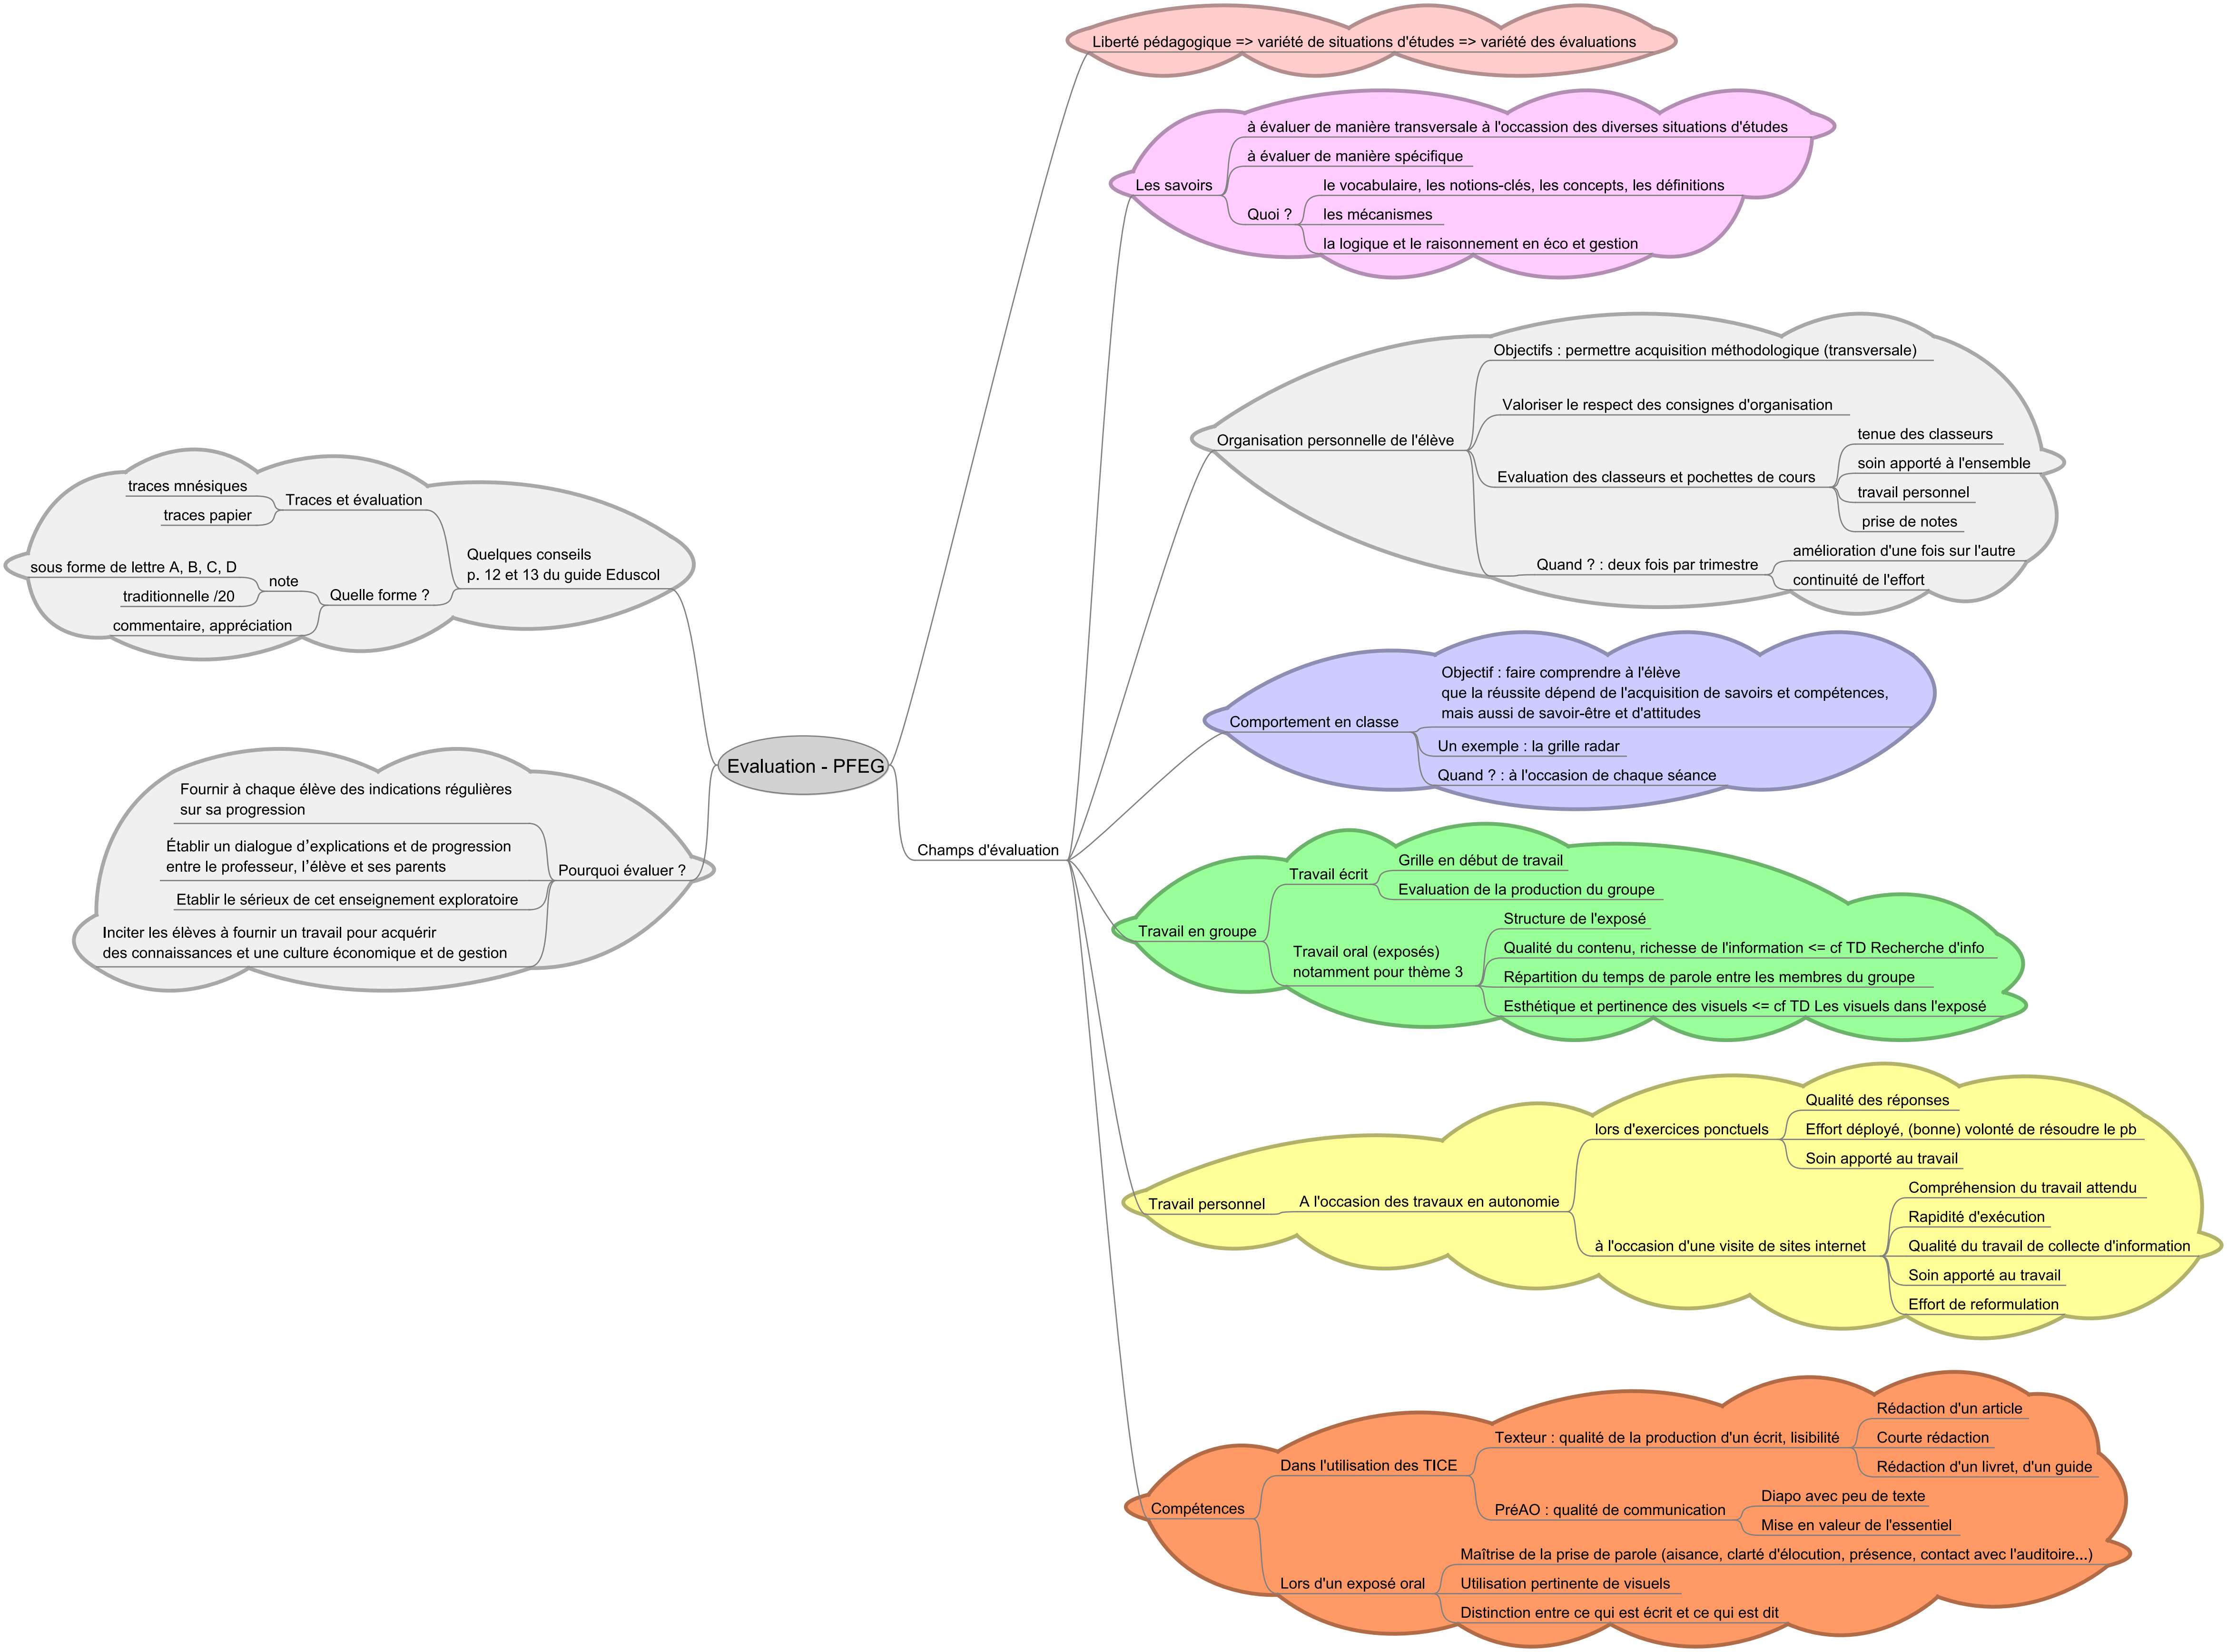 Evaluation - PFEG
Liberté pédagogique => variété de situations d'études => variété des évaluations
Champs d'évaluation
Les savoirs
à évaluer de manière transversale à l'occassion des diverses situations d'études
à évaluer de manière spécifique
Quoi ?
le vocabulaire, les notions-clés, les concepts, les définitions
les mécanismes
la logique et le raisonnement en éco et gestion
Organisation personnelle de l'élève
Objectifs : permettre acquisition méthodologique (transversale)
Valoriser le respect des consignes d'organisation
Evaluation des classeurs et pochettes de cours
tenue des classeurs
soin apporté à l'ensemble
travail personnel
prise de notes
Quand ? : deux fois par trimestre
amélioration d'une fois sur l'autre
continuité de l'effort
Comportement en classe
Objectif : faire comprendre à l'élève
que la réussite dépend de l'acquisition de savoirs et compétences,
mais aussi de savoir-être et d'attitudes
Un exemple : la grille radar
Quand ? : à l'occasion de chaque séance
Travail en groupe
Travail écrit
Grille en début de travail
Evaluation de la production du groupe
Travail oral (exposés)
notamment pour thème 3
Structure de l'exposé
Qualité du contenu, richesse de l'information <= cf TD Recherche d'info
Répartition du temps de parole entre les membres du groupe
Esthétique et pertinence des visuels <= cf TD Les visuels dans l'exposé
Travail personnel
A l'occasion des travaux en autonomie
lors d'exercices ponctuels
Qualité des réponses
Effort déployé, (bonne) volonté de résoudre le pb
Soin apporté au travail
à l'occasion d'une visite de sites internet
Compréhension du travail attendu
Rapidité d'exécution
Qualité du travail de collecte d'information
Soin apporté au travail
Effort de reformulation
Compétences
Dans l'utilisation des TICE
Texteur : qualité de la production d'un écrit, lisibilité
Rédaction d'un article
Courte rédaction
Rédaction d'un livret, d'un guide
PréAO : qualité de communication
Diapo avec peu de texte
Mise en valeur de l'essentiel
Lors d'un exposé oral
Maîtrise de la prise de parole (aisance, clarté d'élocution, présence, contact avec l'auditoire...)
Utilisation pertinente de visuels
Distinction entre ce qui est écrit et ce qui est dit
Quelques conseils
p. 12 et 13 du guide Eduscol
Traces et évaluation
traces mnésiques
traces papier
Quelle forme ?
note
sous forme de lettre A, B, C, D
traditionnelle /20
commentaire, appréciation
Pourquoi évaluer ?
Fournir à chaque élève des indications régulières
sur sa progression
Établir un dialogue d’explications et de progression
entre le professeur, l’élève et ses parents
Etablir le sérieux de cet enseignement exploratoire
Inciter les élèves à fournir un travail pour acquérir
des connaissances et une culture économique et de gestion